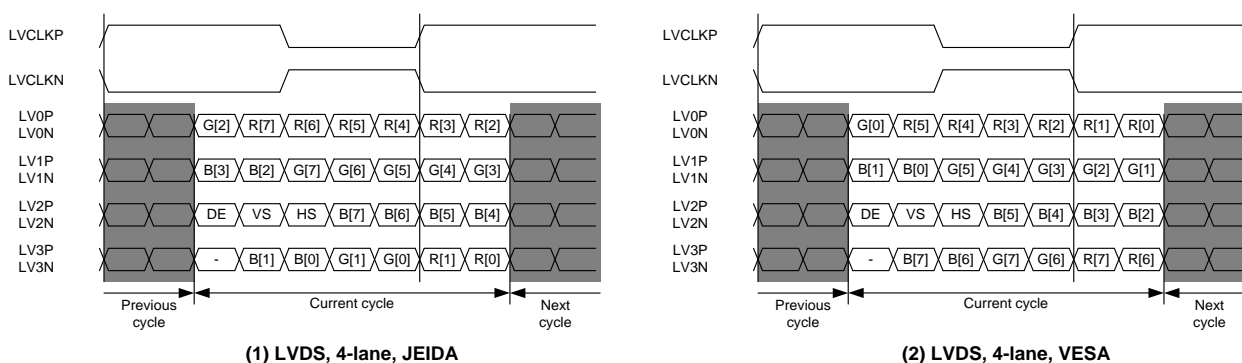 LVCLKP
LVCLKN
LV0P
LV0N
G[2] R[7] R[6] R[5] R[4] R[3] R[2]
LV1P
LV1N
B[3] B[2] G[7] G[6] G[5] G[4] G[3]
LV2P
LV2N
DE VS HS B[7] B[6] B[5] B[4]
LV3P
LV3N
- B[1] B[0] G[1] G[0] R[1] R[0]
Previous
cycle
Current cycle
Next
cycle
(1) LVDS, 4-lane, JEIDA
LVCLKP
LVCLKN
LV0P
LV0N
G[0] R[5] R[4] R[3] R[2] R[1] R[0]
LV1P
LV1N
B[1] B[0] G[5] G[4] G[3] G[2] G[1]
LV2P
LV2N
DE VS HS B[5] B[4] B[3] B[2]
LV3P
LV3N
- B[7] B[6] G[7] G[6] R[7] R[6]
Previous
cycle
Current cycle
Next
cycle
(2) LVDS, 4-lane, VESA